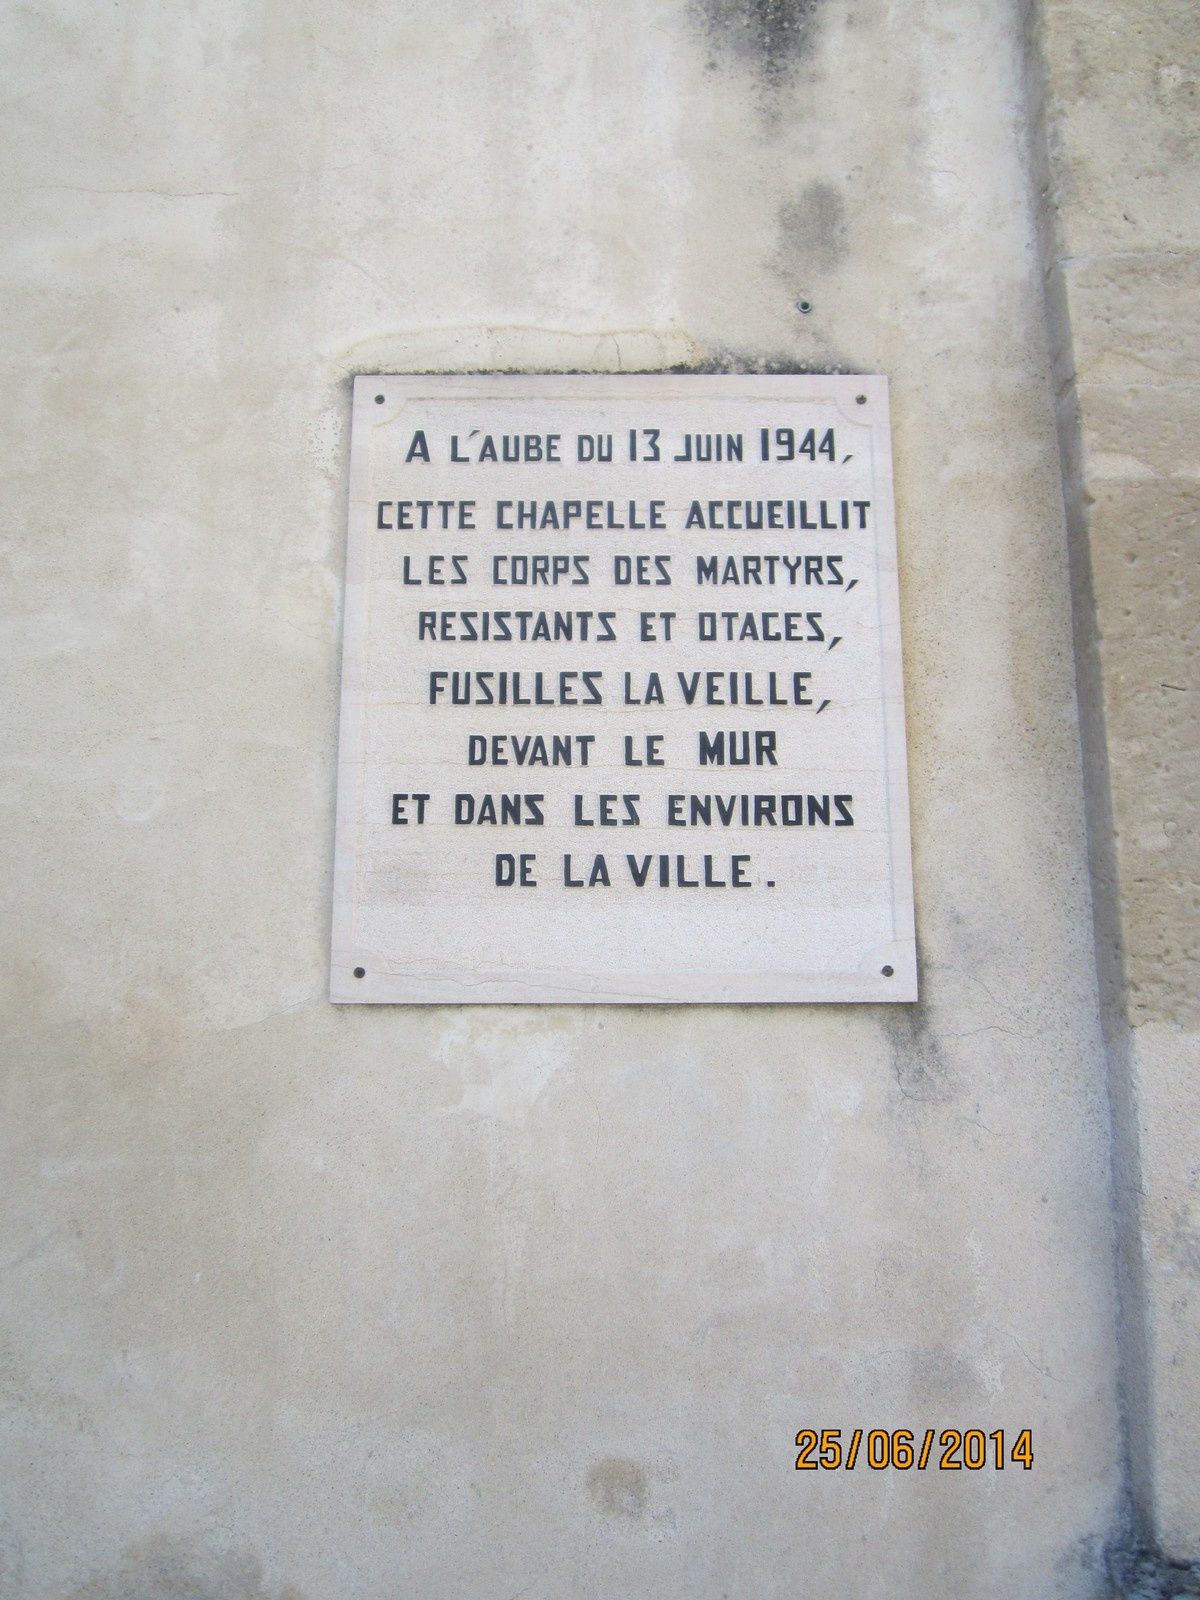 A L'AUBE DU 13 JUIN 1944,
CETTE CHAPELLE ACCUEILLIT
LES CORPS DES MARTYRS,
RESISTANTS ET OTAGES,
FUSILLES LA VEILLE,
DEVANT LE MUR
ET DANS LES ENVIRONS
DE LA VILLE.
25/06/2014